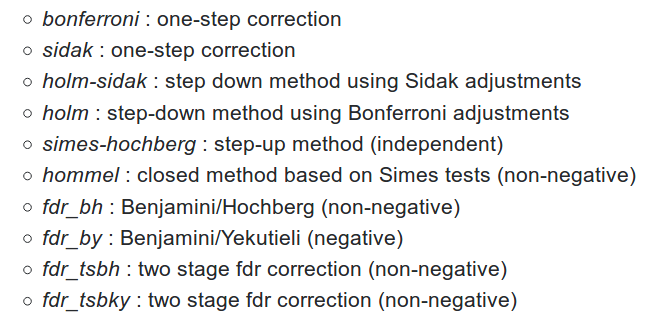 bonferroni : one-step correction
sidak : one-step correction
holm-sidak : step down method using Sidak adjustments
holm : step-down method using Bonferroni adjustments
simes-hochberg : step-up method (independent)
hommel : closed method based on Simes tests (non-negative)
fdr_bh : Benjamini/Hochberg (non-negative)
fdr_by : Benjamini/Yekutieli (negative)
fdr_tsbh : two stage fdr correction (non-negative)
fdr_tsbky : two stage fdr correction (non-negative)